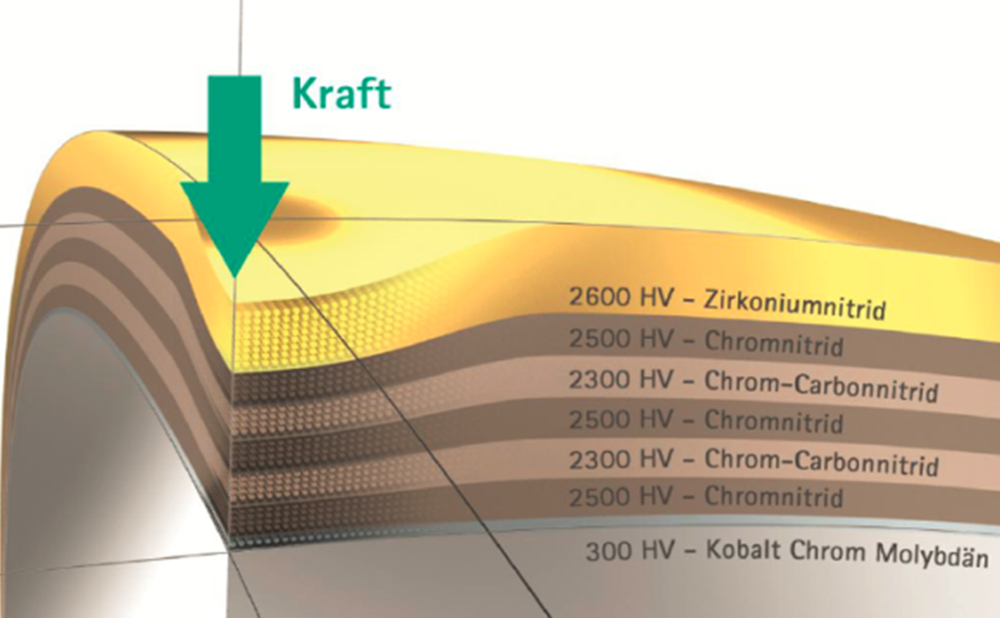 Kraft
2600 HV – Zirkoniumnitrid
2500 HV – Chromnitrid
2300 HV – Chrom-Carbonnitrid
2500 HV – Chromnitrid
2300 HV – Chrom-Carbonnitrid
2500 HV – Chromnitrid
300 HV – Kobalt Chrom Molybdän